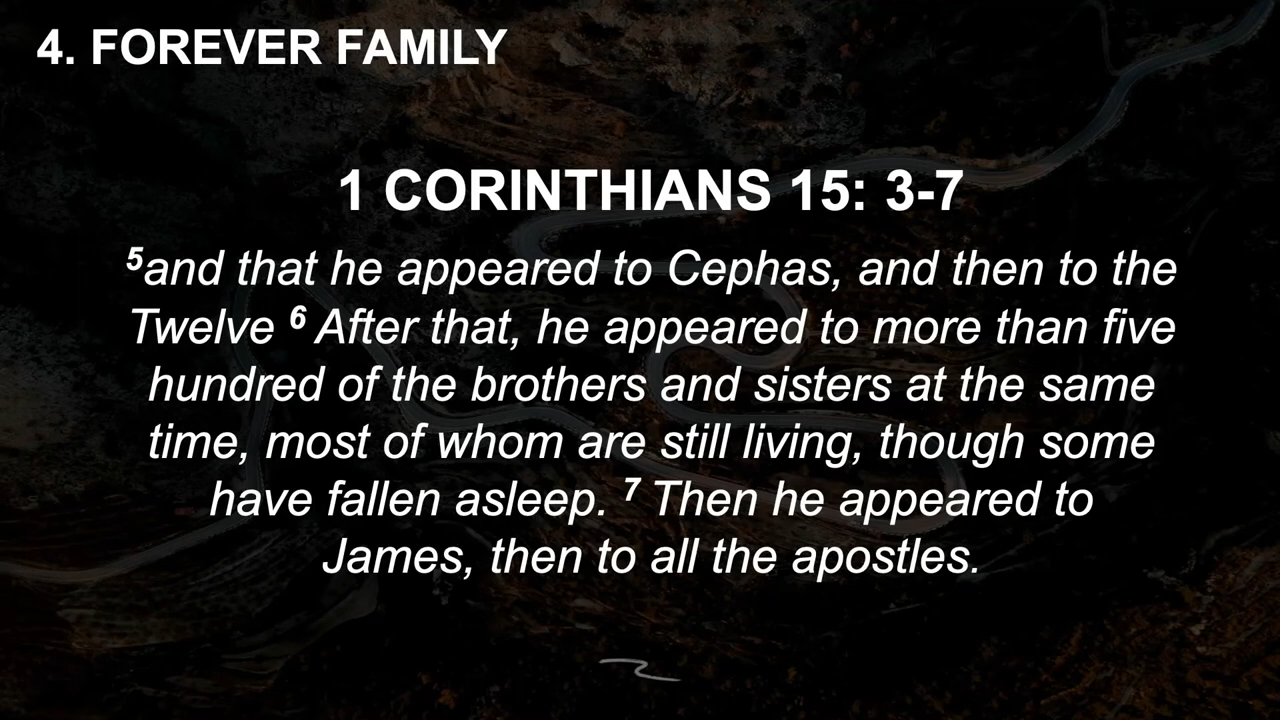 4. FOREVER FAMILY
1 CORINTHIANS 15: 3-7
⁵and that he appeared to Cephas, and then to the
Twelve ⁶ After that, he appeared to more than five
hundred of the brothers and sisters at the same
time, most of whom are still living, though some
have fallen asleep. ⁷ Then he appeared to
James, then to all the apostles.